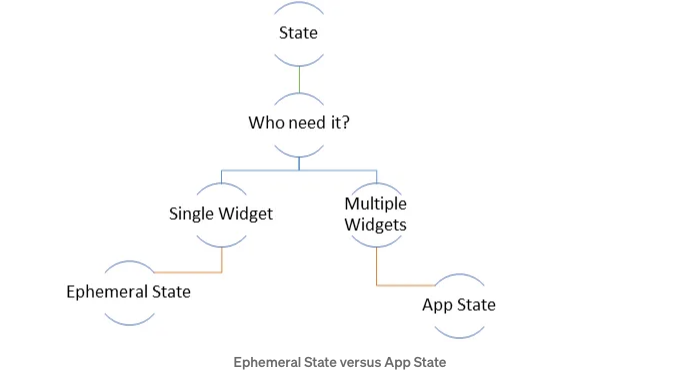 State
Who need it?
Single Widget
Multiple
Widgets
Ephemeral State
App State
Ephemeral State versus App State